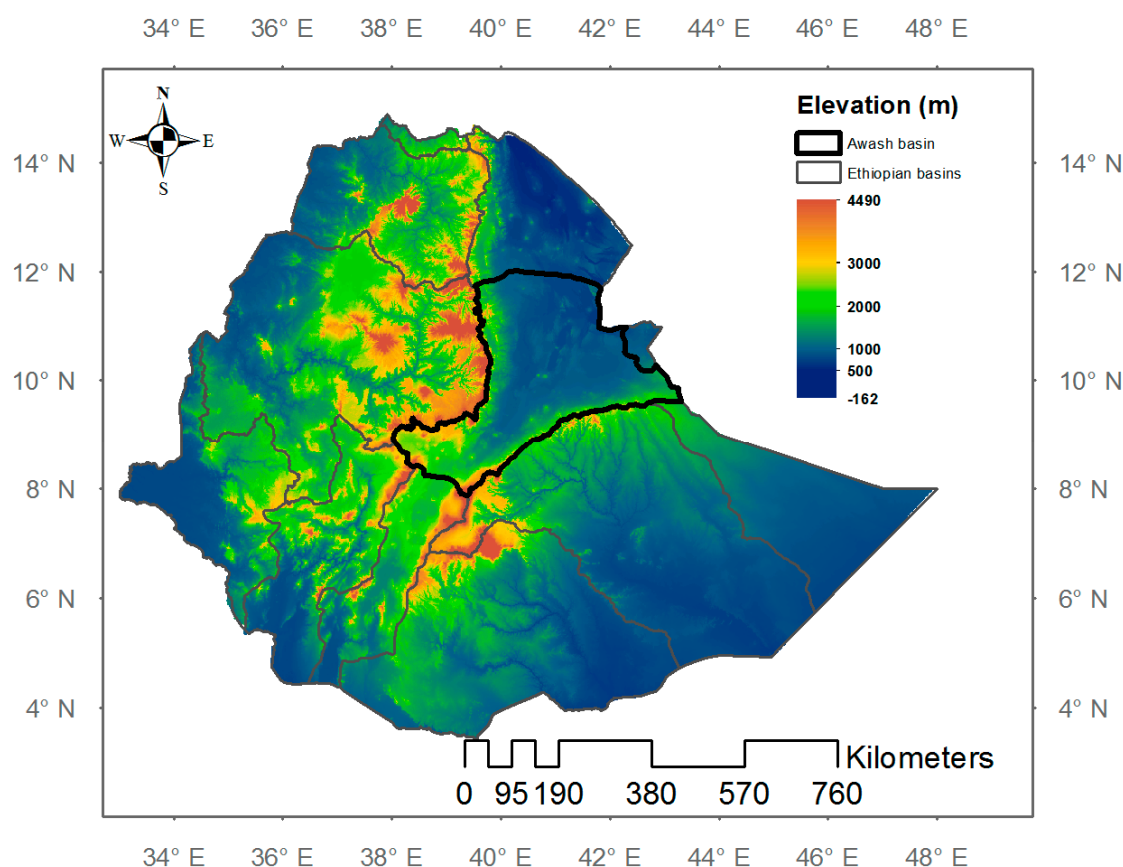 34° E 36° E 38° E 40° E 42° E 44° E 46° E 48° E
N
W E
S
Elevation (m)
Awash basin
Ethiopian basins
4490
3000
2000
1000
500
-162
14° N 14° N
12° N 12° N
10° N 10° N
8° N 8° N
6° N 6° N
4° N 4° N
Kilometers
0 95 190 380 570 760
34° E 36° E 38° E 40° E 42° E 44° E 46° E 48° E